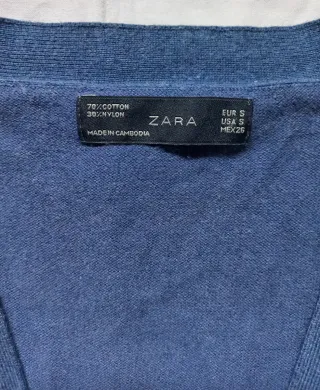 70%COTTON
30%NYLON
MADE IN CAMBODIA
ZARA
EUR S
USA S
MEX 26